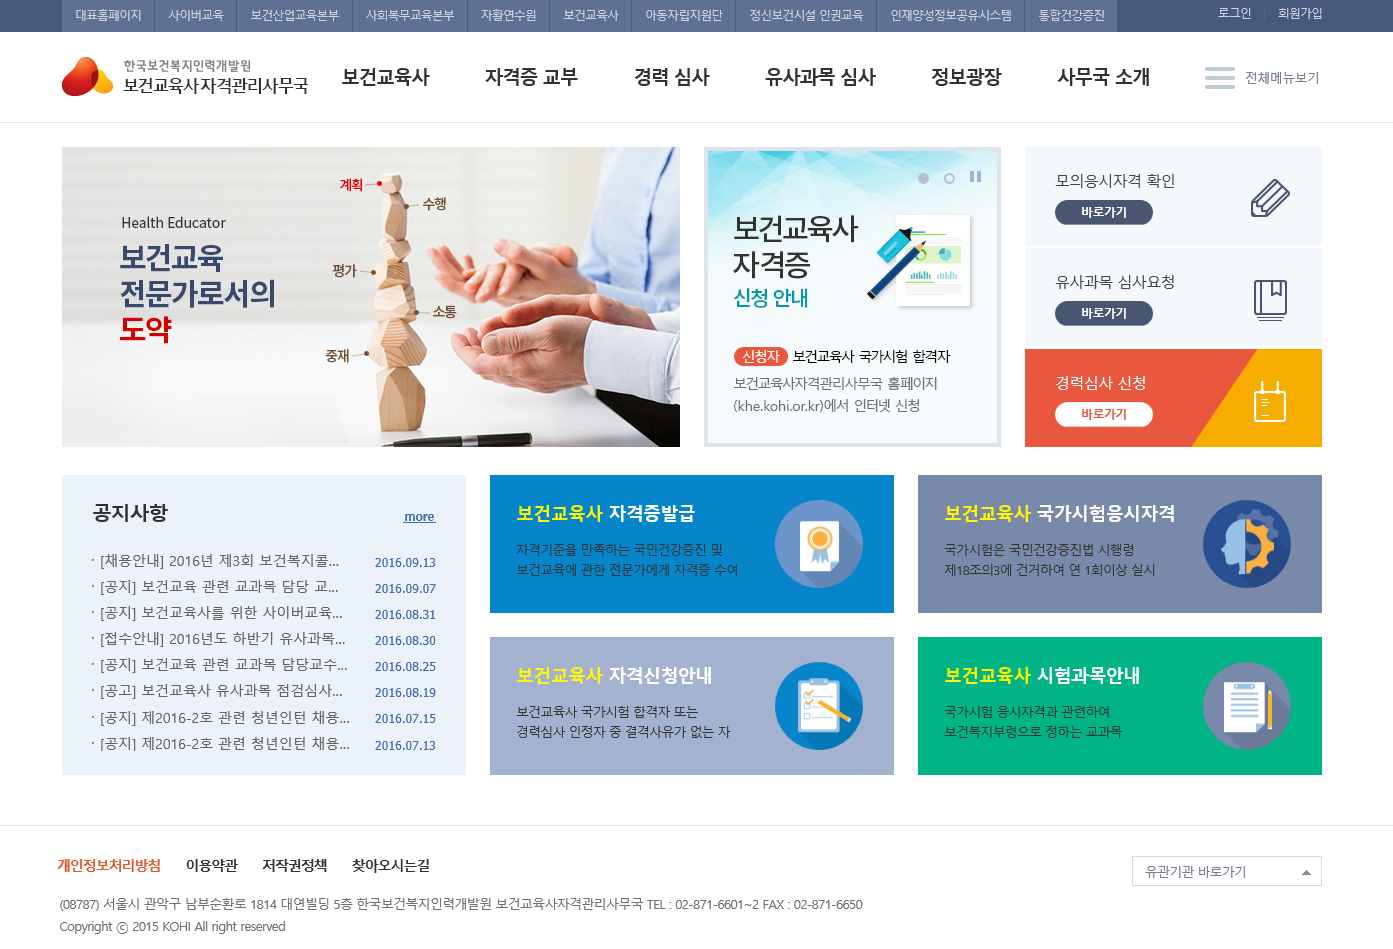 대표홈페이지 사이버교육 보건산업교육본부 사회복무교육본부 자활연수원 보건교육사 아동자립지원단 정신보건시설 인권교육 인재양성정보공유시스템 통합건강증진 로그인 회원가입
한국보건복지인력개발원
보건교육사자격관리사무국
보건교육사 자격증 교부 경력 심사 유사과목 심사 정보광장 사무국 소개 전체메뉴보기
Health Educator
보건교육
전문가로서의
도약
계획
수행
평가
소통
중재
보건교육사
자격증
신청 안내
신청자 보건교육사 국가시험 합격자
보건교육사자격관리사무국 홈페이지
(khe.kohi.or.kr)에서 인터넷 신청
모의응시자격 확인
바로가기
유사과목 심사요청
바로가기
경력심사 신청
바로가기
공지사항 more
· [채용안내] 2016년 제3회 보건복지콜... 2016.09.13
· [공지] 보건교육 관련 교과목 담당 교... 2016.09.07
· [공지] 보건교육사를 위한 사이버교육... 2016.08.31
· [접수안내] 2016년도 하반기 유사과목... 2016.08.30
· [공지] 보건교육 관련 교과목 담당교수... 2016.08.25
· [공고] 보건교육사 유사과목 점검심사... 2016.08.19
· [공지] 제2016-2호 관련 청년인턴 채용... 2016.07.15
· [공지] 제2016-2호 관련 청년인턴 채용... 2016.07.13
보건교육사 자격증발급
자격기준을 만족하는 국민건강증진 및
보건교육에 관한 전문가에게 자격증 수여
보건교육사 국가시험응시자격
국가시험은 국민건강증진법 시행령
제18조의3에 건거하여 연 1회이상 실시
보건교육사 자격신청안내
보건교육사 국가시험 합격자 또는
경력심사 인정자 중 결격사유가 없는 자
보건교육사 시험과목안내
국가시험 응시자격과 관련하여
보건복지부령으로 정하는 교과목
개인정보처리방침 이용약관 저작권정책 찾아오시는길
유관기관 바로가기
(08787) 서울시 관악구 남부순환로 1814 대연빌딩 5층 한국보건복지인력개발원 보건교육사자격관리사무국 TEL : 02-871-6601~2 FAX : 02-871-6650
Copyright ⓒ 2015 KOHI All right reserved